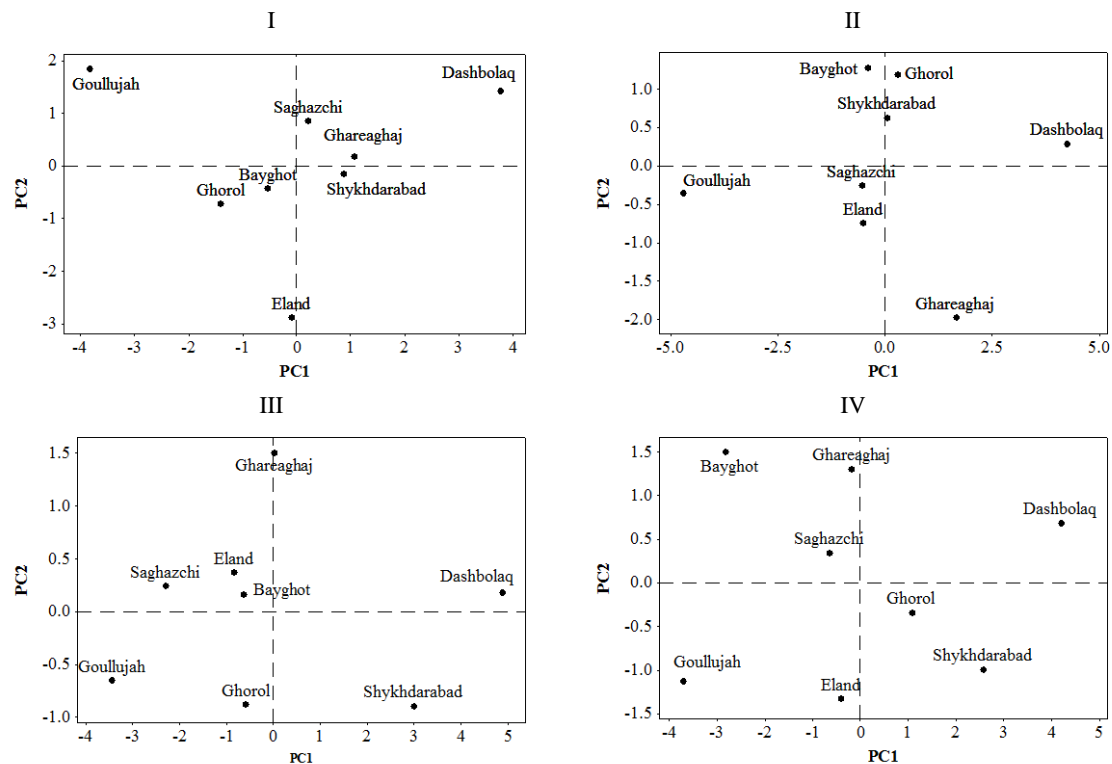 I
2
1
0
-1
-2
-3
PC2
Goullujah
Dashbolaq
Saghazchi
Ghareaghaj
Bayghot
Shykhdarabad
Ghorol
Eland
-4
-3
-2
-1
0
1
2
3
4
PC1
II
1.0
0.5
0.0
-0.5
-1.0
-1.5
-2.0
PC2
Bayghot
Ghorol
Shykhdarabad
Dashbolaq
Saghazchi
Goullujah
Eland
Ghareaghaj
-5.0
-2.5
0.0
2.5
5.0
PC1
III
1.5
1.0
0.5
0.0
-0.5
-1.0
PC2
Ghareaghaj
Eland
Saghazchi
Dashbolaq
Bayghot
Goullujah
Ghorol
Shykhdarabad
-4
-3
-2
-1
0
1
2
3
4
5
PC1
IV
1.5
1.0
0.5
0.0
-0.5
-1.0
-1.5
PC2
Ghareaghaj
Bayghot
Dashbolaq
Saghazchi
Ghorol
Shykhdarabad
Goullujah
Eland
-4
-3
-2
-1
0
1
2
3
4
5
PC1